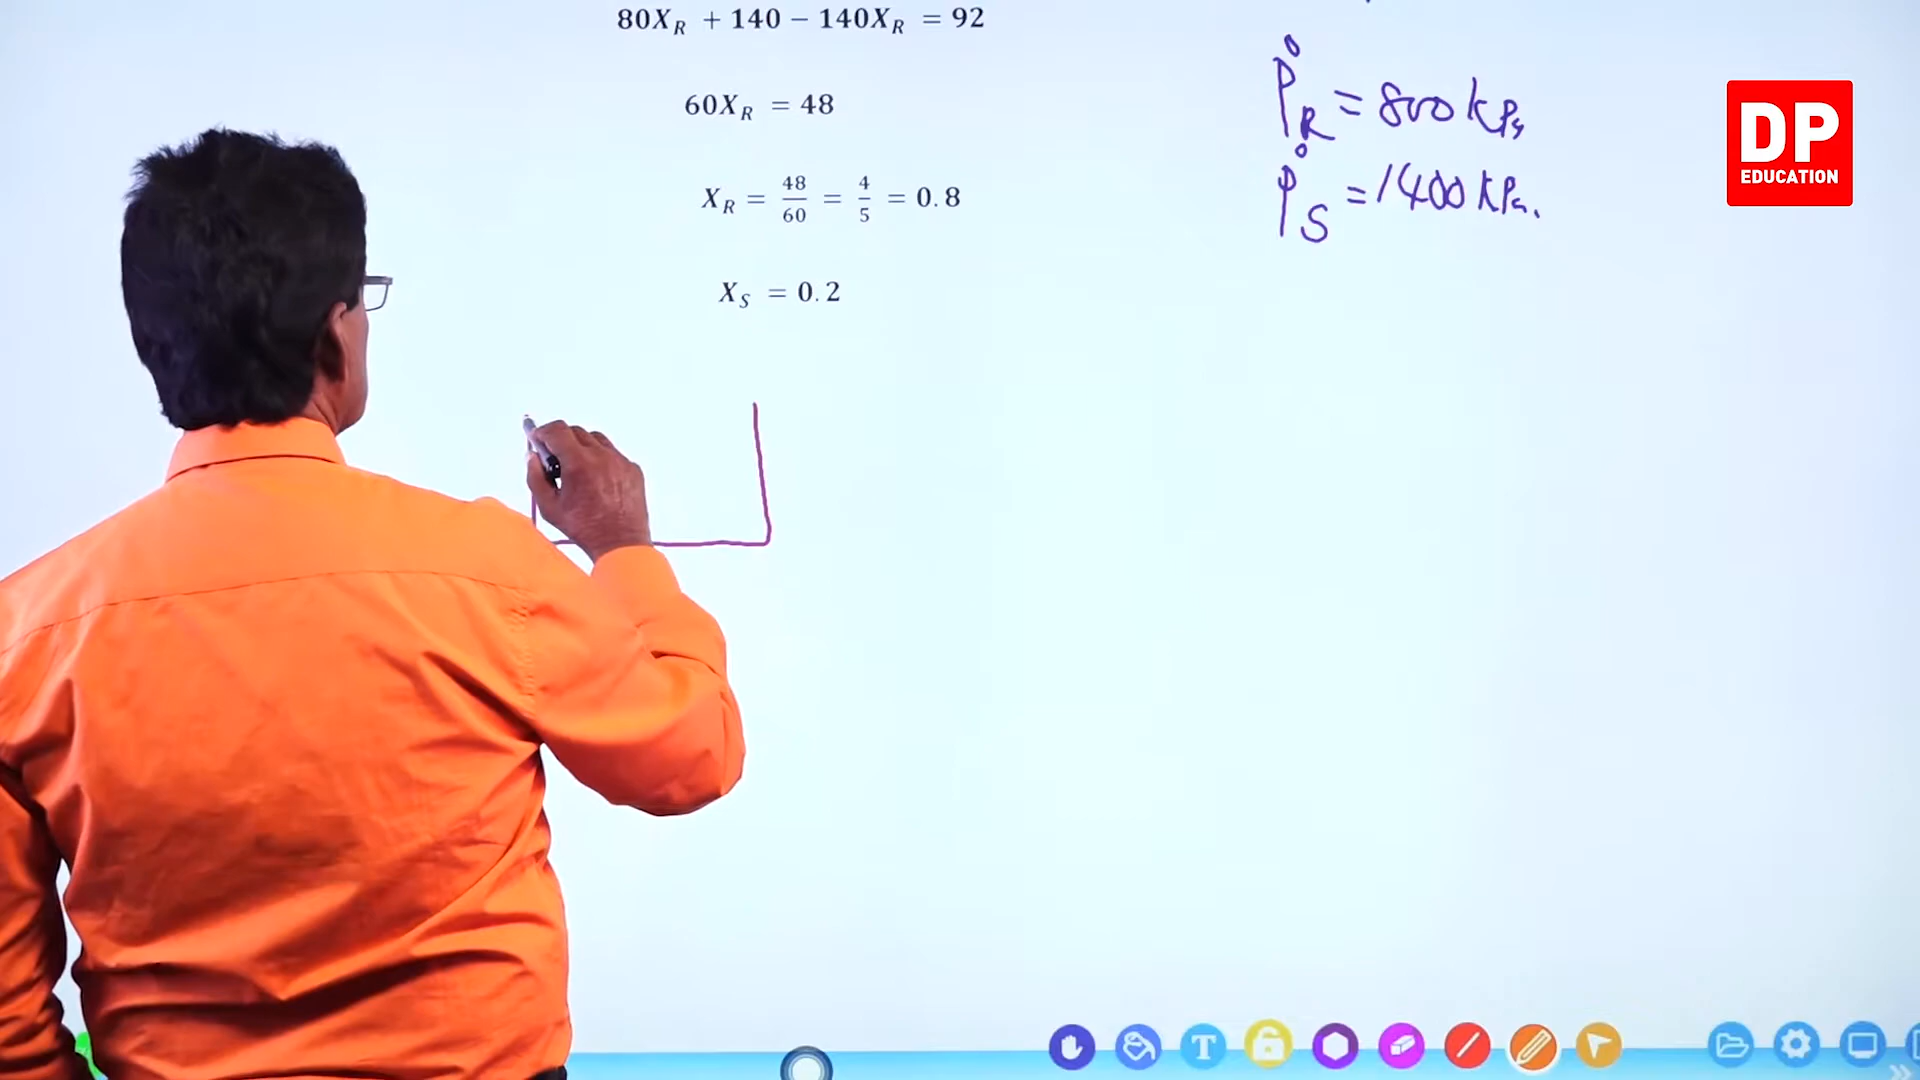 80X_R + 140 − 140X_R = 92
60X_R = 48
X_R = 48/60 = 4/5 = 0.8
X_S = 0.2
P°_R = 800 kPa
P°_S = 1400 kPa.
DP
EDUCATION
T